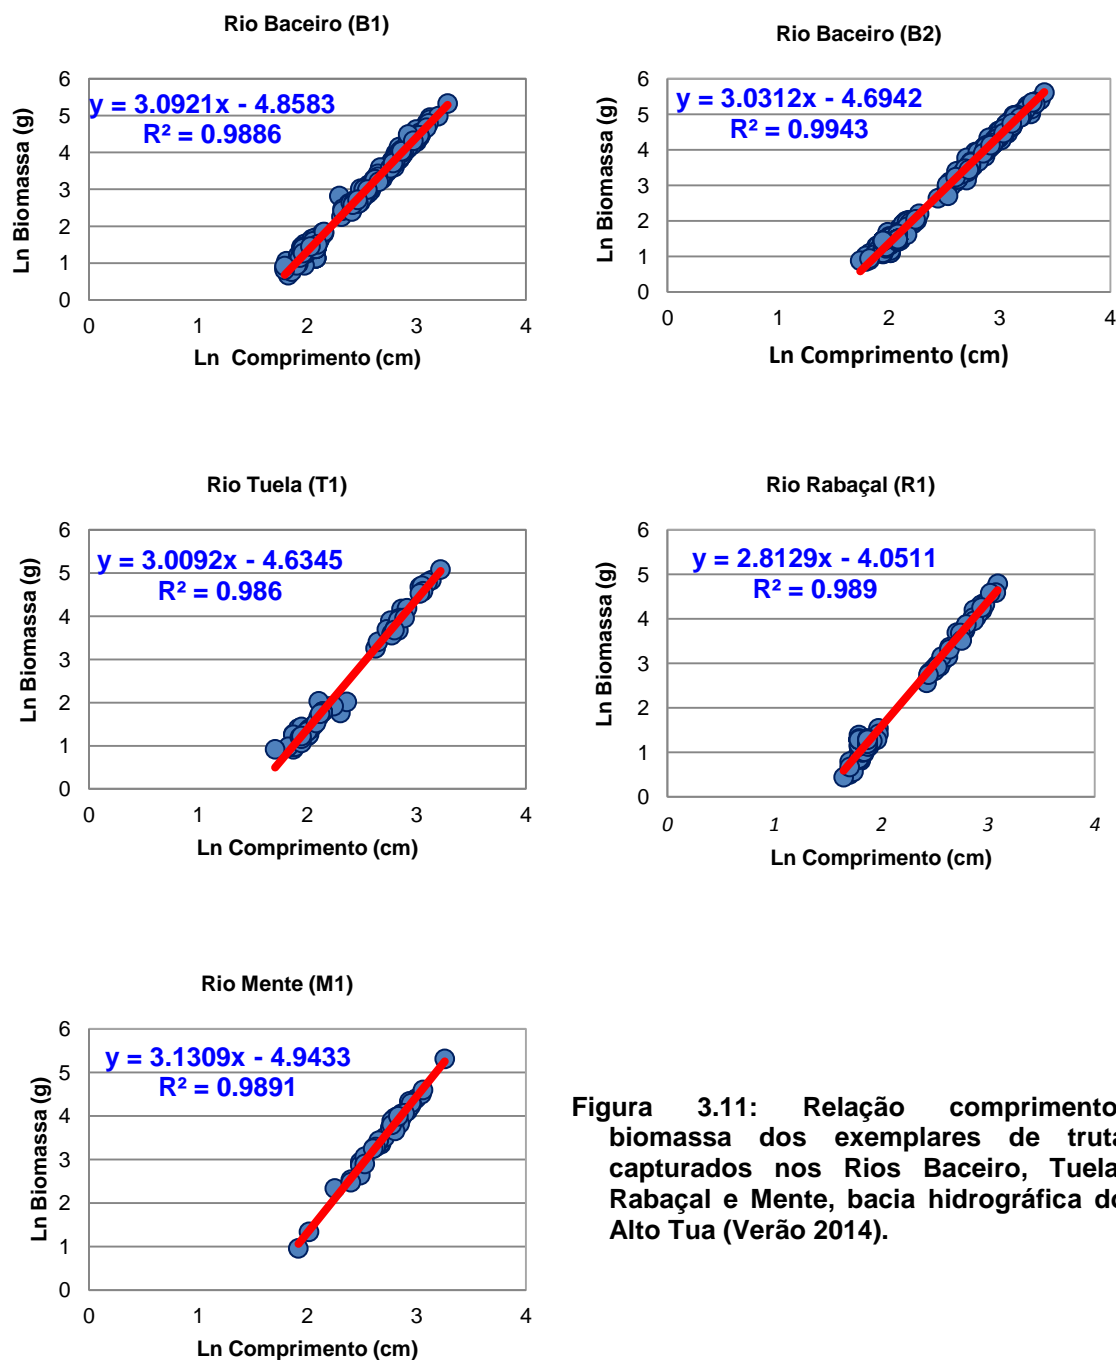 Rio Baceiro (B1)
y = 3.0921x - 4.8583
R² = 0.9886
Ln Biomassa (g)
6
5
4
3
2
1
0
0 1 2 3 4
Ln Comprimento (cm)
Rio Baceiro (B2)
y = 3.0312x - 4.6942
R² = 0.9943
Ln Biomassa (g)
6
5
4
3
2
1
0
0 1 2 3 4
Ln Comprimento (cm)
Rio Tuela (T1)
y = 3.0092x - 4.6345
R² = 0.986
Ln Biomassa (g)
6
5
4
3
2
1
0
0 1 2 3 4
Ln Comprimento (cm)
Rio Rabaçal (R1)
y = 2.8129x - 4.0511
R² = 0.989
Ln Biomassa (g)
6
5
4
3
2
1
0
0 1 2 3 4
Ln Comprimento (cm)
Rio Mente (M1)
y = 3.1309x - 4.9433
R² = 0.9891
Ln Biomassa (g)
6
5
4
3
2
1
0
0 1 2 3 4
Ln Comprimento (cm)
Figura 3.11: Relação comprimento
biomassa dos exemplares de truta
capturados nos Rios Baceiro, Tuela
Rabaçal e Mente, bacia hidrográfica do
Alto Tua (Verão 2014).